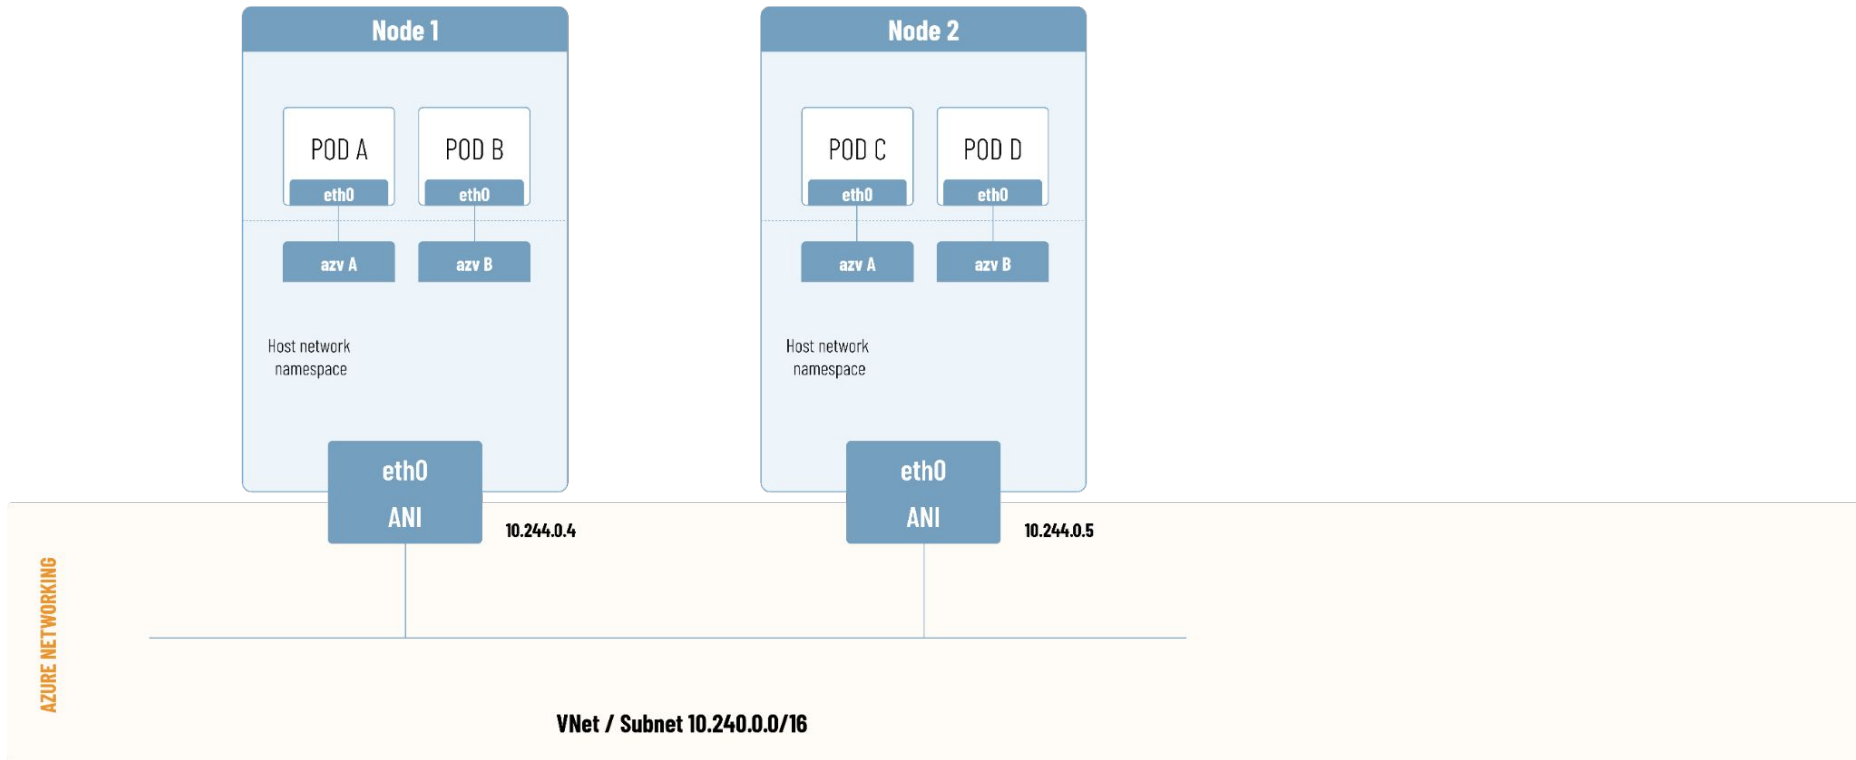 Node 1
Node 2
POD A
POD B
POD C
POD D
eth0
eth0
eth0
eth0
azv A
azv B
azv A
azv B
Host network
namespace
Host network
namespace
eth0
ANI
10.244.0.4
eth0
ANI
10.244.0.5
AZURE NETWORKING
VNet / Subnet 10.240.0.0/16